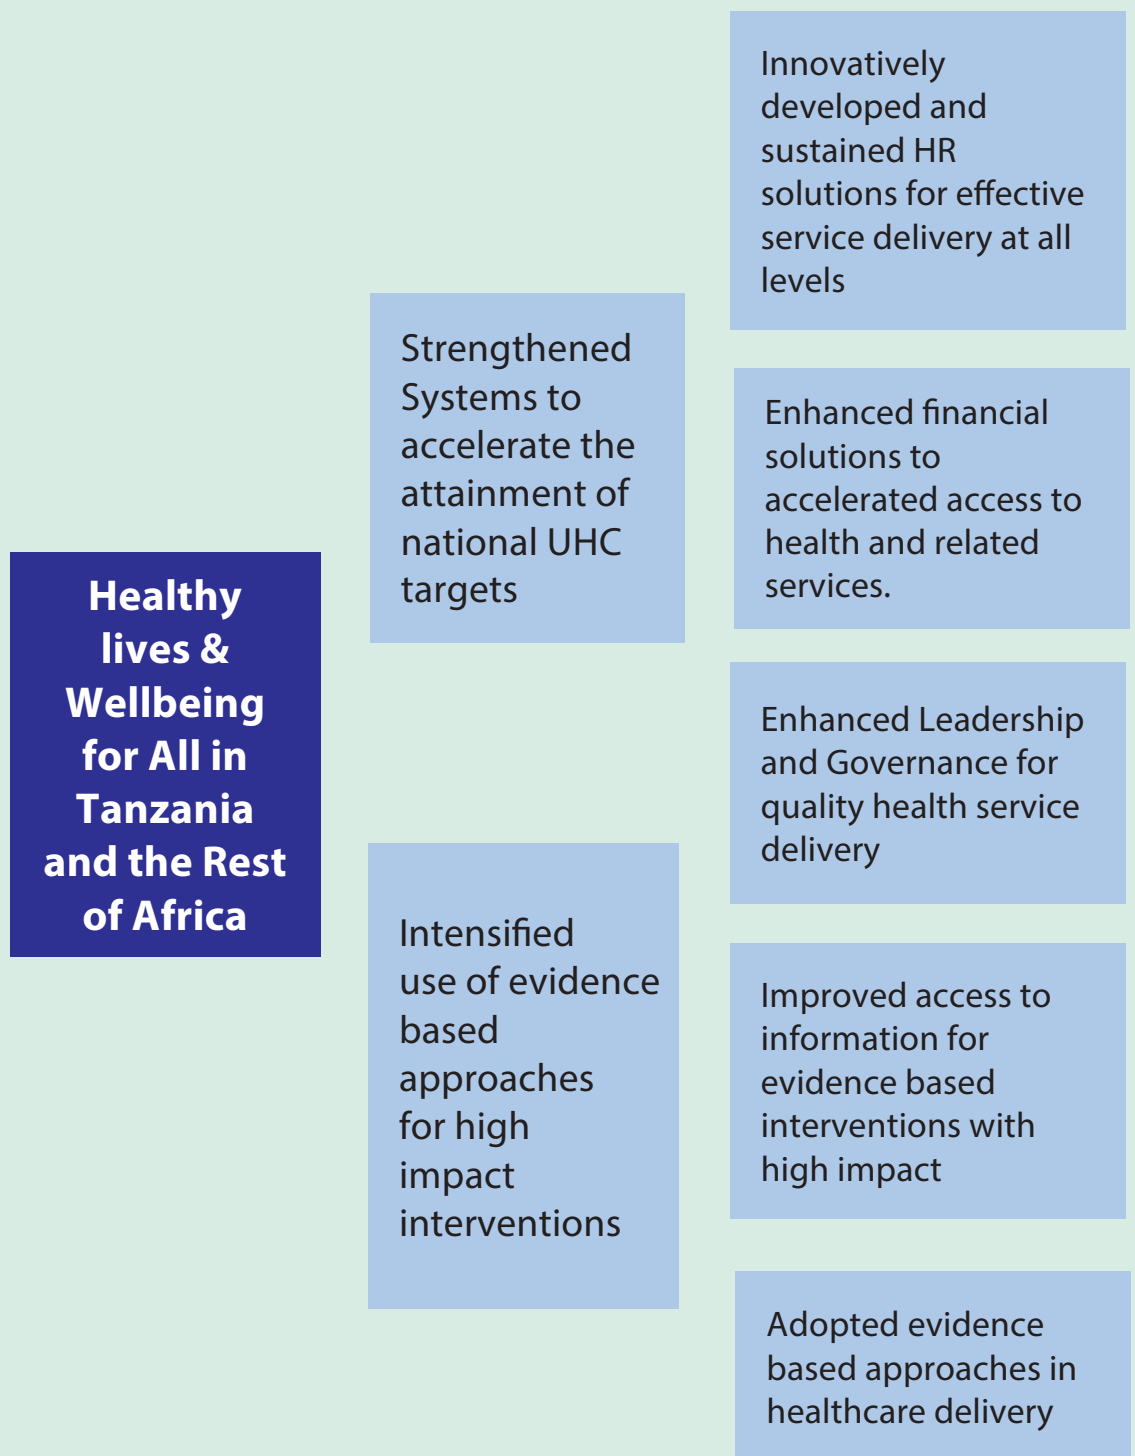 Healthy
lives &
Wellbeing
for All in
Tanzania
and the Rest
of Africa
Strengthened
Systems to
accelerate the
attainment of
national UHC
targets
Intensified
use of evidence
based
approaches
for high
impact
interventions
Innovatively
developed and
sustained HR
solutions for effective
service delivery at all
levels
Enhanced financial
solutions to
accelerated access to
health and related
services.
Enhanced Leadership
and Governance for
quality health service
delivery
Improved access to
information for
evidence based
interventions with
high impact
Adopted evidence
based approaches in
healthcare delivery